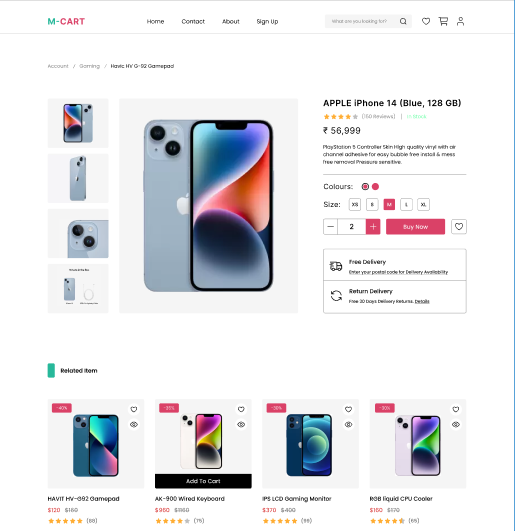 M-CART
Home Contact About Sign Up
What are you looking for?
Account / Gaming / Havic HV G-92 Gamepad
APPLE iPhone 14 (Blue, 128 GB)
(150 Reviews) | In Stock
₹ 56,999
PlayStation 5 Controller Skin High quality vinyl with air
channel adhesive for easy bubble free install & mess
free removal Pressure sensitive.
Colours:
Size: XS S M L XL
2
Buy Now
Free Delivery
Enter your postal code for Delivery Availability
Return Delivery
Free 30 Days Delivery Returns. Details
Related Item
-40%
-35%
-30%
Add To Cart
HAVIT HV-G92 Gamepad
$120 $160
(88)
AK-900 Wired Keyboard
$960 $1160
(75)
IPS LCD Gaming Monitor
$370 $400
RGB liquid CPU Cooler
$160 $170